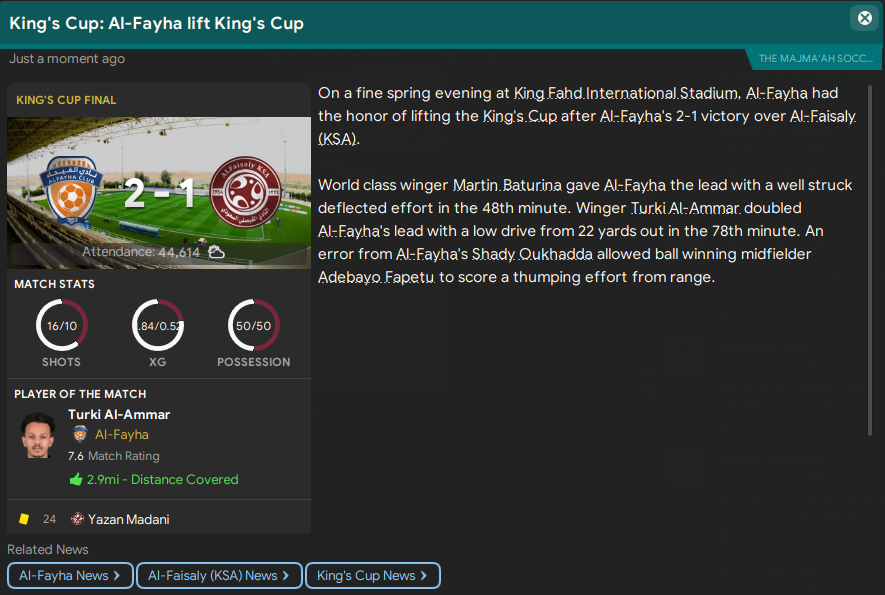 King's Cup: Al-Fayha lift King's Cup
Just a moment ago
THE MAJMA'AH SOCC...
KING'S CUP FINAL
ALFAYHA CLUB
AlFaisaly KSA
2 - 1
Attendance: 44,614
MATCH STATS
16/10
.84/0.52
50/50
SHOTS
XG
POSSESSION
PLAYER OF THE MATCH
Turki Al-Ammar
Al-Fayha
7.6 Match Rating
2.9mi - Distance Covered
24 Yazan Madani
On a fine spring evening at King Fahd International Stadium, Al-Fayha had
the honor of lifting the King's Cup after Al-Fayha's 2-1 victory over Al-Faisaly
(KSA).
World class winger Martin Baturina gave Al-Fayha the lead with a well struck
deflected effort in the 48th minute. Winger Turki Al-Ammar doubled
Al-Fayha's lead with a low drive from 22 yards out in the 78th minute. An
error from Al-Fayha's Shady Oukhadda allowed ball winning midfielder
Adebayo Fapetu to score a thumping effort from range.
Related News
Al-Fayha News >
Al-Faisaly (KSA) News >
King's Cup News >